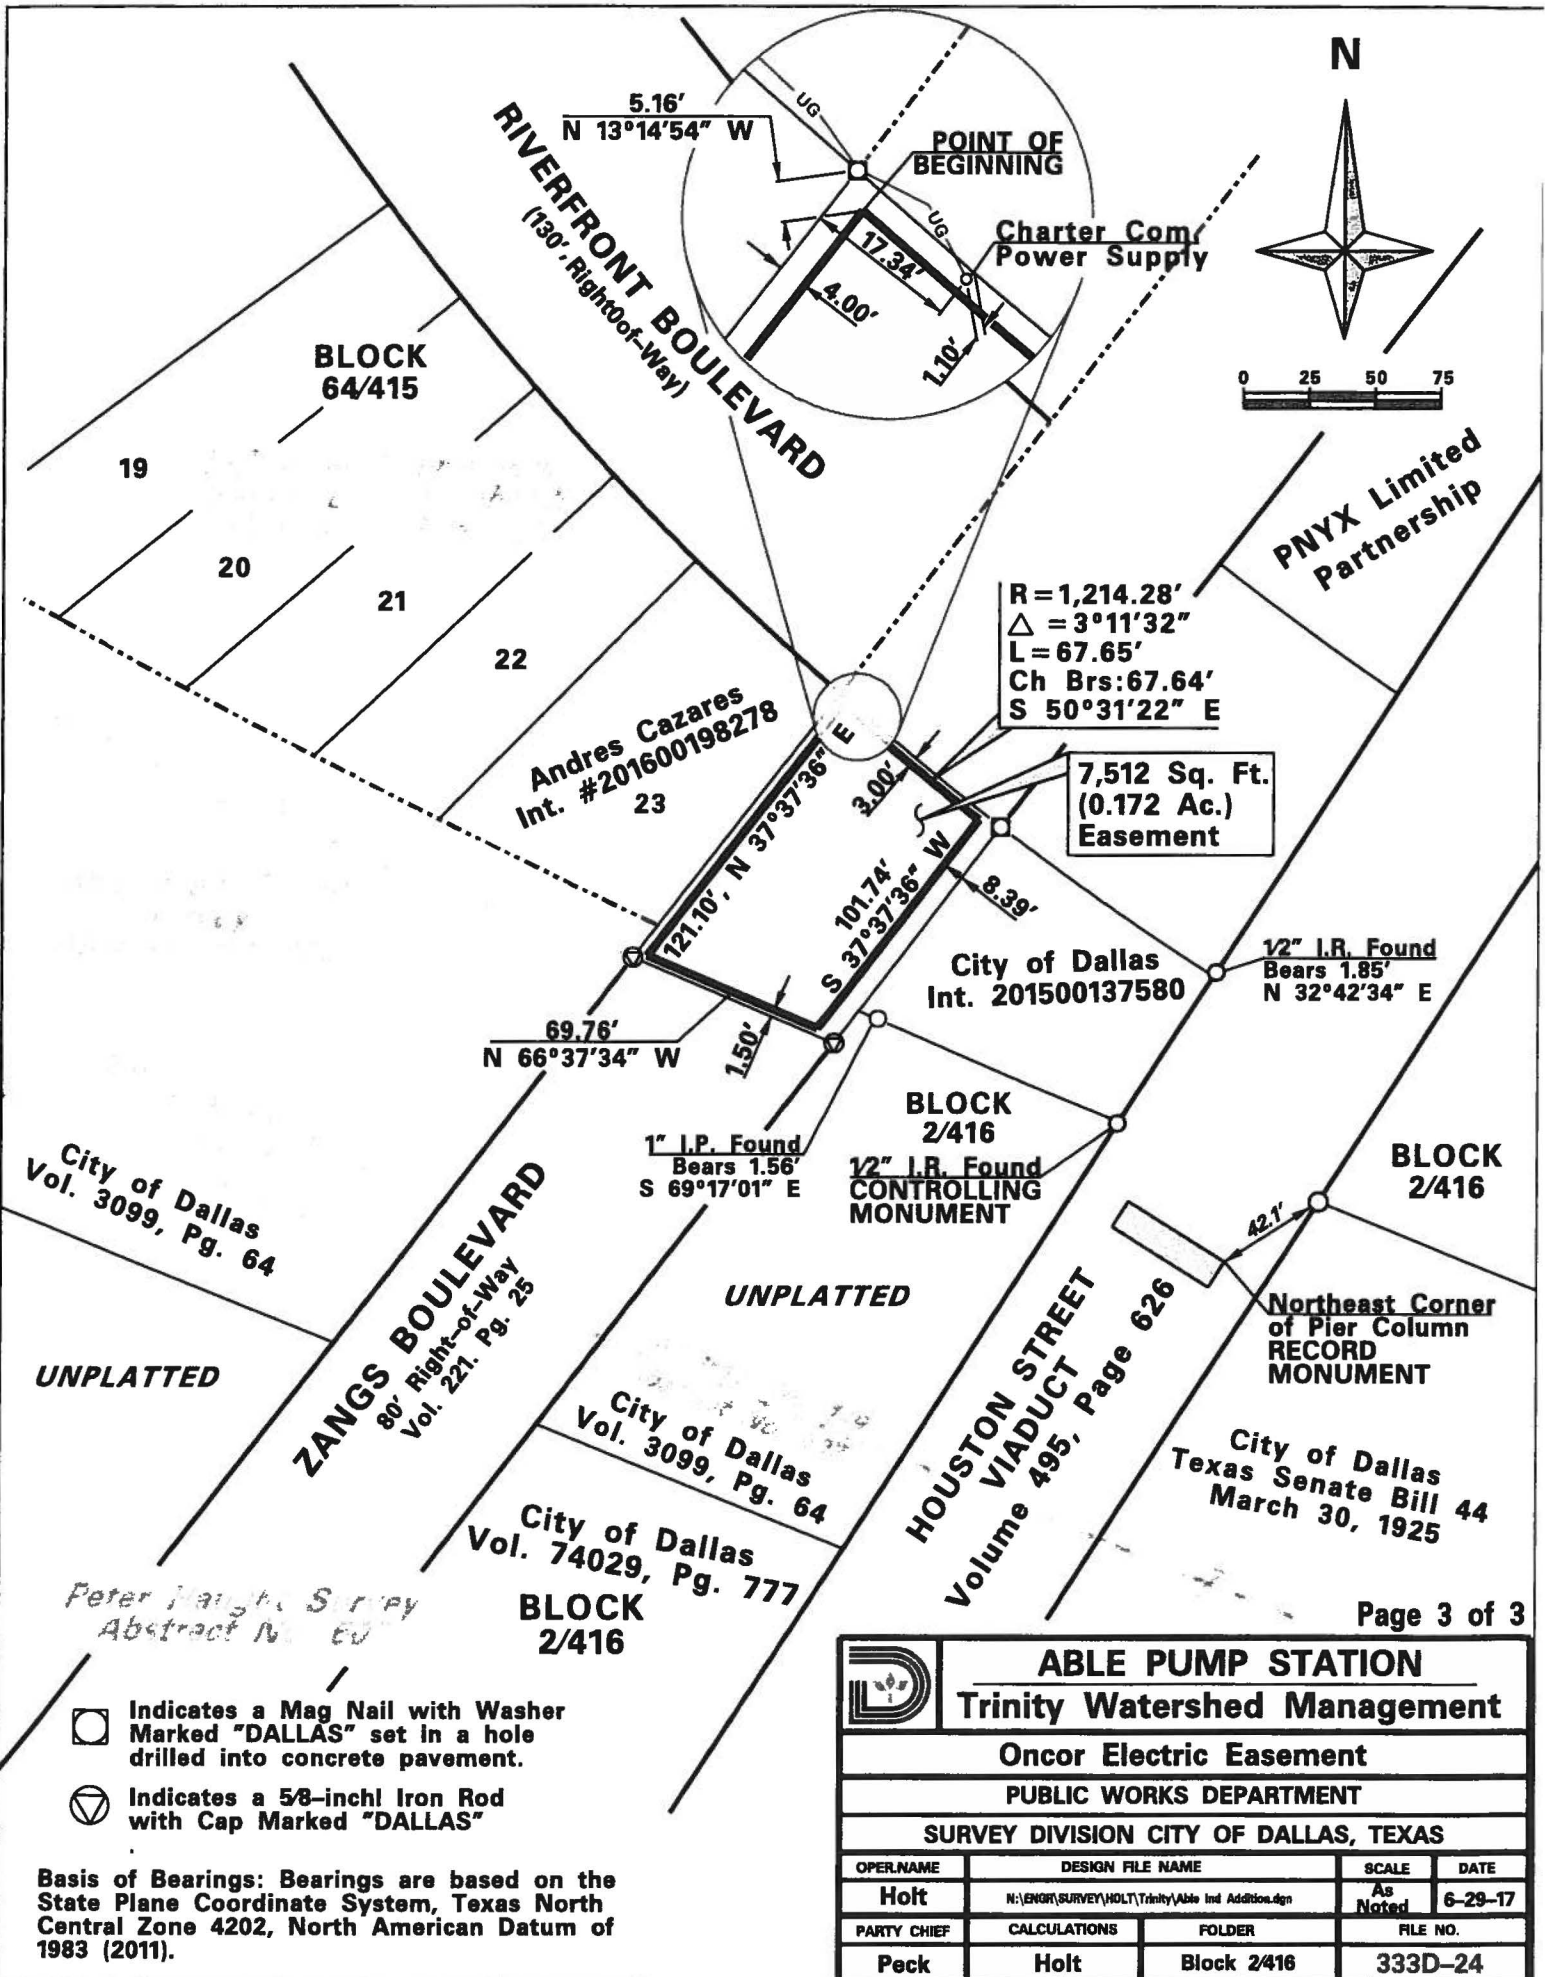 N
5.16'
N 13°14'54" W
UG
POINT OF
BEGINNING
RIVERFRONT BOULEVARD
(130', Right0of-Way)
UG
Charter Com.
Power Supply
17.34'
4.00'
1.10'
0 25 50 75
BLOCK
64/415
19
20
21
22
23
PNYX Limited
Partnership
R=1,214.28'
△ =3°11'32"
L=67.65'
Ch Brs:67.64'
S 50°31'22" E
Andres Cazares
Int. #201600198278
121.10', N 37°37'36" E
3.00'
7,512 Sq. Ft.
(0.172 Ac.)
Easement
101.74'
S 37°37'36" W
8.39'
City of Dallas
Int. 201500137580
1/2" I.R. Found
Bears 1.85'
N 32°42'34" E
69.76'
N 66°37'34" W
1.50'
BLOCK
2/416
1" I.P. Found
Bears 1.56'
S 69°17'01" E
1/2" I.R. Found
CONTROLLING
MONUMENT
BLOCK
2/416
42.1'
City of Dallas
Vol. 3099, Pg. 64
ZANGS BOULEVARD
80' Right-of-Way
Vol. 221. Pg. 25
UNPLATTED
UNPLATTED
HOUSTON STREET
VIADUCT
Volume 495, Page 626
Northeast Corner
of Pier Column
RECORD
MONUMENT
City of Dallas
Vol. 3099, Pg. 64
City of Dallas
Texas Senate Bill 44
March 30, 1925
City of Dallas
Vol. 74029, Pg. 777
BLOCK
2/416
Peter Survey
Abstract
Page 3 of 3
Indicates a Mag Nail with Washer
Marked "DALLAS" set in a hole
drilled into concrete pavement.
Indicates a 5/8-inchl Iron Rod
with Cap Marked "DALLAS"
Basis of Bearings: Bearings are based on the
State Plane Coordinate System, Texas North
Central Zone 4202, North American Datum of
1983 (2011).
ABLE PUMP STATION
Trinity Watershed Management
Oncor Electric Easement
PUBLIC WORKS DEPARTMENT
SURVEY DIVISION CITY OF DALLAS, TEXAS
OPER.NAME DESIGN FILE NAME SCALE DATE
Holt N:\ENGR\SURVEY\HOLT\Trinity\Able Ind Addition.dgn As Noted 6-29-17
PARTY CHIEF CALCULATIONS FOLDER FILE NO.
Peck Holt Block 2/416 333D-24